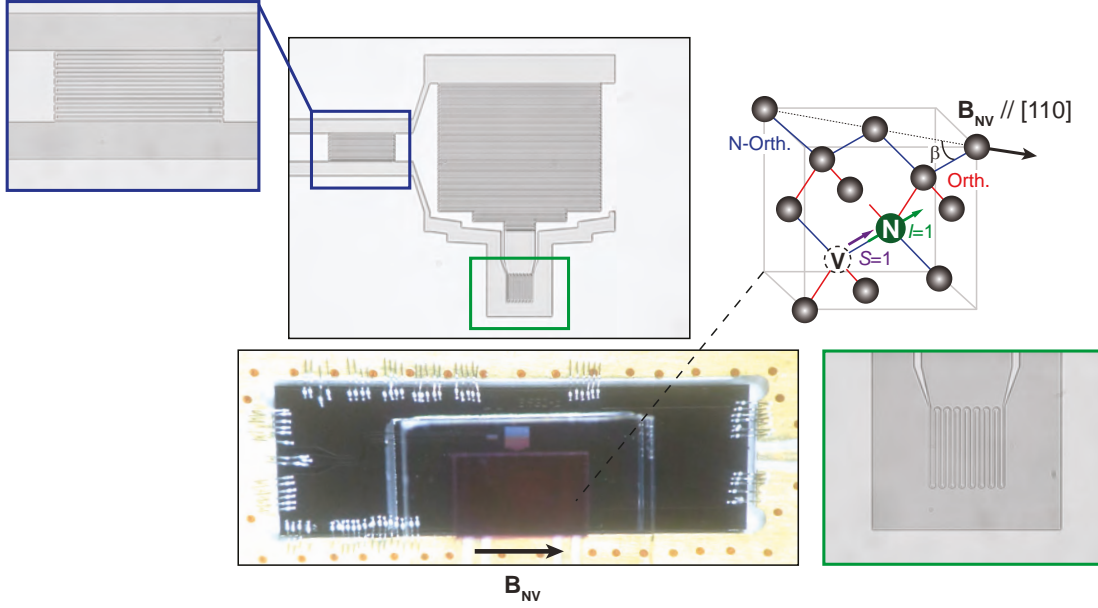 B_NV // [110]
N-Orth.
β
Orth.
N
I=1
V
S=1
B_NV